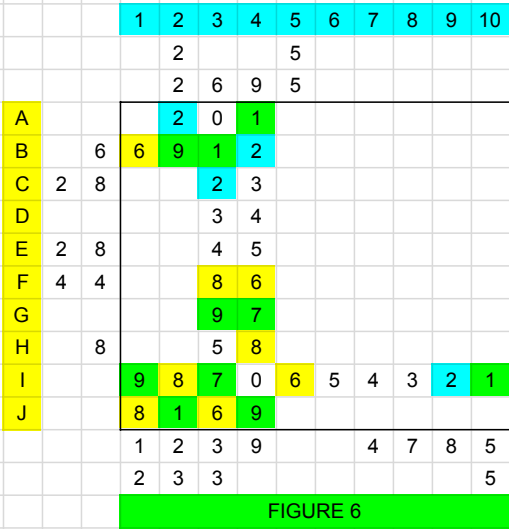 1 2 3 4 5 6 7 8 9 10
2 5
2 6 9 5
A 2 0 1
B 6 6 9 1 2
C 2 8 2 3
D 3 4
E 2 8 4 5
F 4 4 8 6
G 9 7
H 8 5 8
I 9 8 7 0 6 5 4 3 2 1
J 8 1 6 9
1 2 3 9 4 7 8 5
2 3 3 5
FIGURE 6